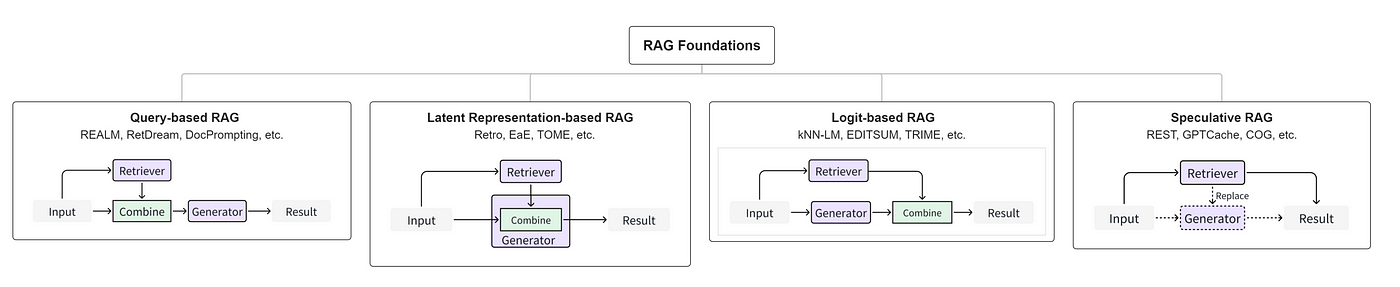 RAG Foundations
Query-based RAG
REALM, RetDream, DocPrompting, etc.
Retriever
Input
Combine
Generator
Result
Latent Representation-based RAG
Retro, EaE, TOME, etc.
Retriever
Input
Combine
Result
Generator
Logit-based RAG
kNN-LM, EDITSUM, TRIME, etc.
Retriever
Input
Generator
Combine
Result
Speculative RAG
REST, GPTCache, COG, etc.
Retriever
Replace
Input
Generator
Result